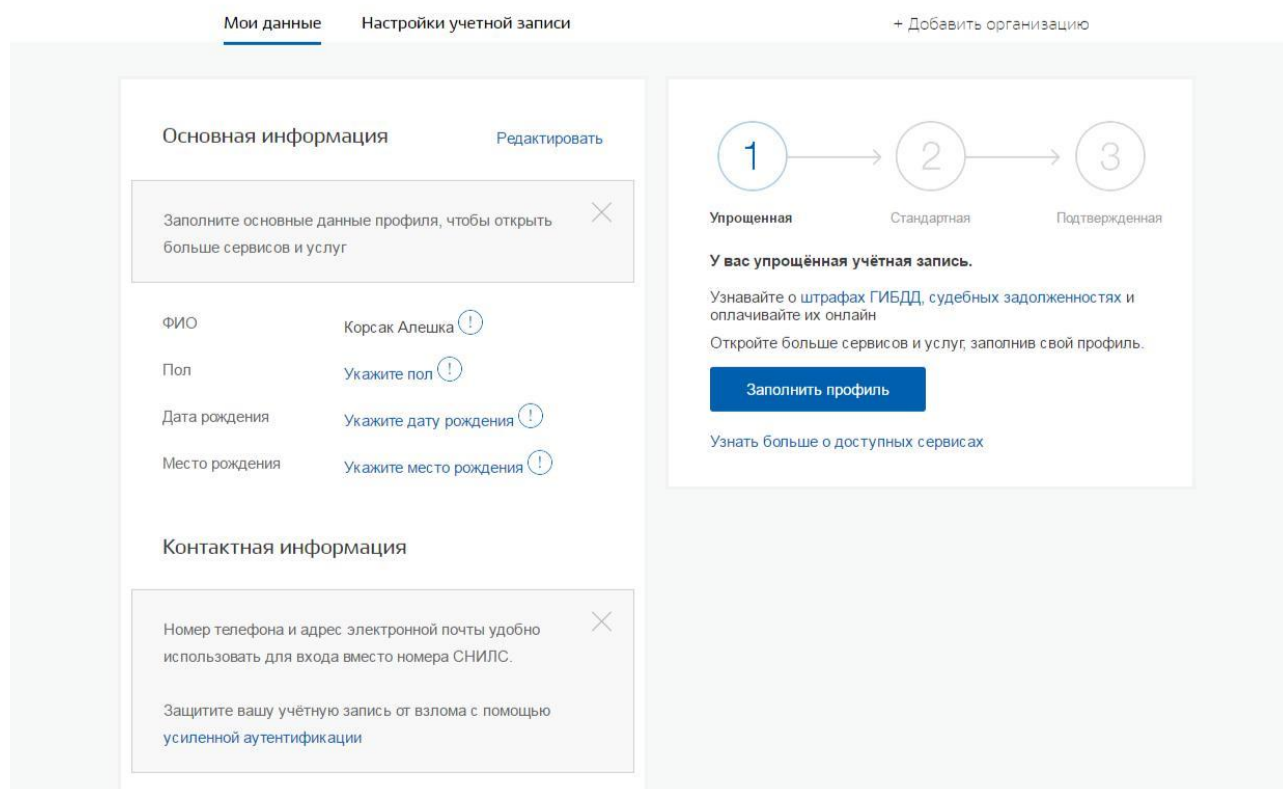 Мои данные
Настройки учетной записи
+ Добавить организацию
Основная информация
Редактировать
Заполните основные данные профиля, чтобы открыть
больше сервисов и услуг
ФИО
Корсак Алешка !
Пол
Укажите пол !
Дата рождения
Укажите дату рождения !
Место рождения
Укажите место рождения !
Контактная информация
Номер телефона и адрес электронной почты удобно
использовать для входа вместо номера СНИЛС.
Защитите вашу учётную запись от взлома с помощью
усиленной аутентификации
1
2
3
Упрощенная
Стандартная
Подтвержденная
У вас упрощённая учётная запись.
Узнавайте о штрафах ГИБДД, судебных задолженностях и
оплачивайте их онлайн
Откройте больше сервисов и услуг, заполнив свой профиль.
Заполнить профиль
Узнать больше о доступных сервисах